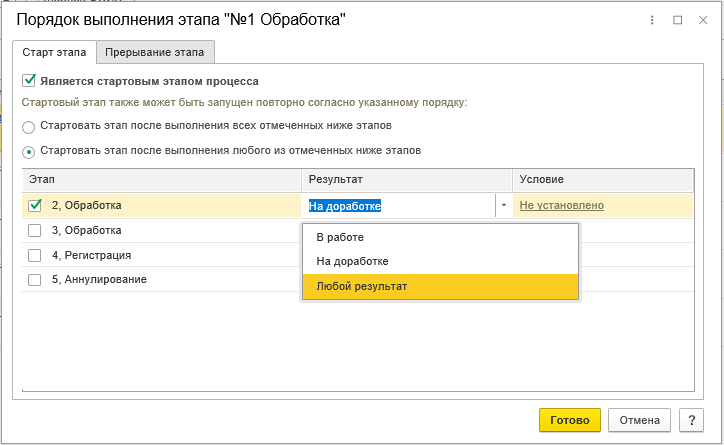 Порядок выполнения этапа "№1 Обработка"
Старт этапа Прерывание этапа
Является стартовым этапом процесса
Стартовый этап также может быть запущен повторно согласно указанному порядку:
Стартовать этап после выполнения всех отмеченных ниже этапов
Стартовать этап после выполнения любого из отмеченных ниже этапов
Этап Результат Условие
2, Обработка На доработке Не установлено
3, Обработка
В работе
4, Регистрация
На доработке
5, Аннулирование
Любой результат
Готово Отмена ?